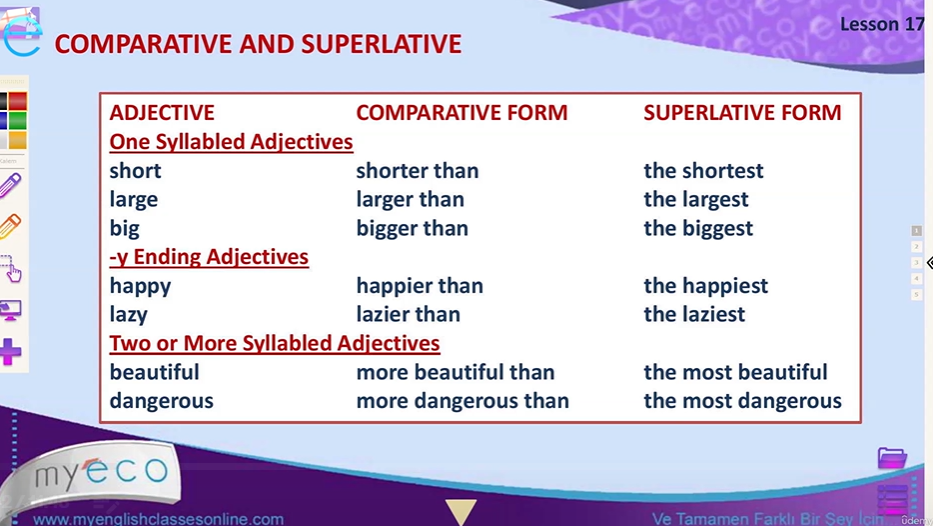 Lesson 17
COMPARATIVE AND SUPERLATIVE
ADJECTIVE COMPARATIVE FORM SUPERLATIVE FORM
One Syllabled Adjectives
short shorter than the shortest
large larger than the largest
big bigger than the biggest
-y Ending Adjectives
happy happier than the happiest
lazy lazier than the laziest
Two or More Syllabled Adjectives
beautiful more beautiful than the most beautiful
dangerous more dangerous than the most dangerous
1
2
3
4
5
myeco
www.myenglishclassesonline.com
Ve Tamamen Farklı Bir Şey İçin
ûdemy